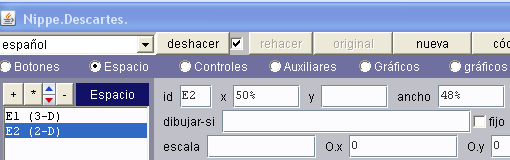 Nippe.Descartes.
español deshacer rehacer original nueva
Botones Espacio Controles Auxiliares Gráficos gráficos
+ * - Espacio id E2 x 50% y ancho 48%
E1 (3-D)
dibujar-si fijo
E2 (2-D)
escala O.x 0 O.y 0